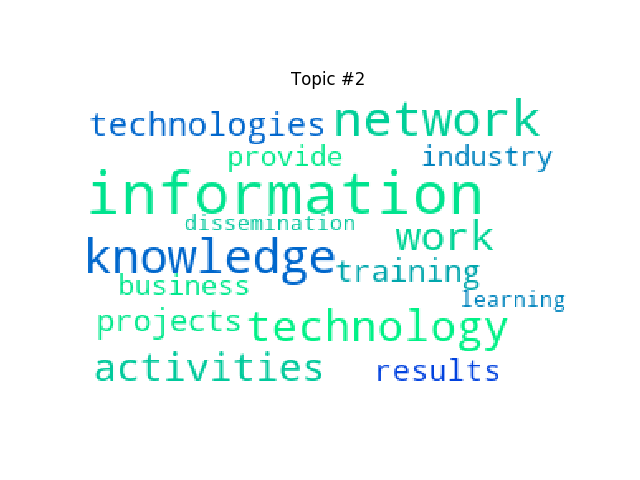 Topic #2
technologies network
provide industry
information
dissemination
work
knowledge
training
business
learning
projects
technology
activities results